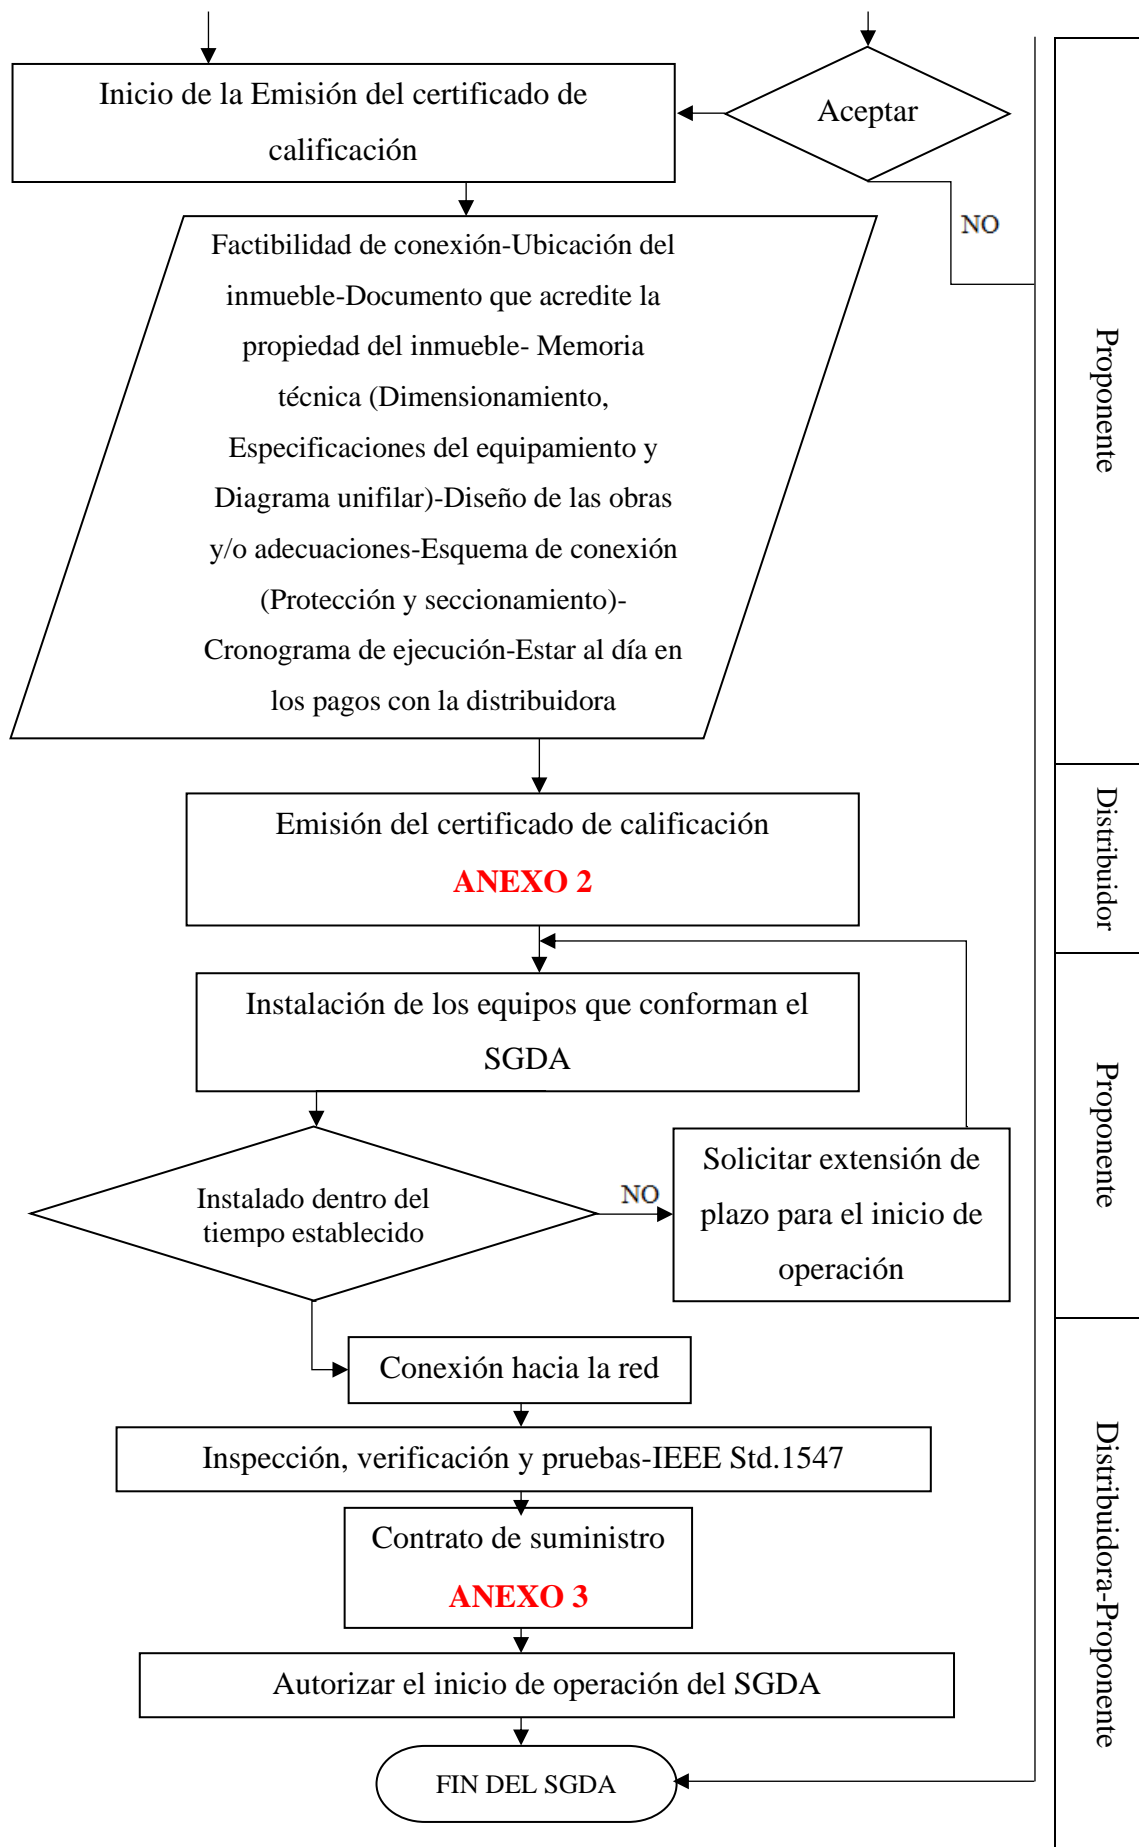 Inicio de la Emisión del certificado de
calificación
Aceptar
NO
Factibilidad de conexión-Ubicación del
inmueble-Documento que acredite la
propiedad del inmueble- Memoria
técnica (Dimensionamiento,
Especificaciones del equipamiento y
Diagrama unifilar)-Diseño de las obras
y/o adecuaciones-Esquema de conexión
(Protección y seccionamiento)-
Cronograma de ejecución-Estar al día en
los pagos con la distribuidora
Proponente
Emisión del certificado de calificación
ANEXO 2
Distribuidor
Instalación de los equipos que conforman el
SGDA
Instalado dentro del
tiempo establecido
NO
Solicitar extensión de
plazo para el inicio de
operación
Proponente
Conexión hacia la red
Inspección, verificación y pruebas-IEEE Std.1547
Contrato de suministro
ANEXO 3
Autorizar el inicio de operación del SGDA
FIN DEL SGDA
Distribuidora-Proponente